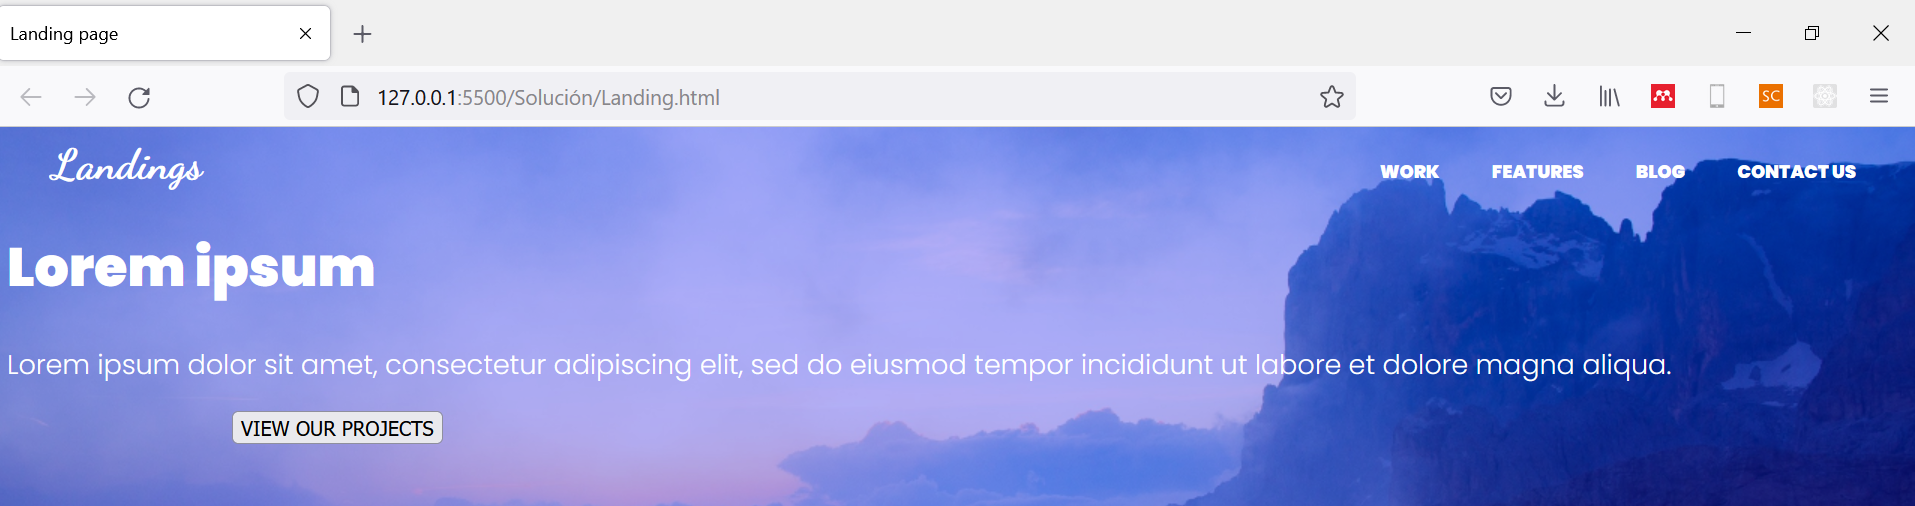 Landing page
127.0.0.1:5500/Solución/Landing.html
SC
Landings
WORK FEATURES BLOG CONTACT US
Lorem ipsum
Lorem ipsum dolor sit amet, consectetur adipiscing elit, sed do eiusmod tempor incididunt ut labore et dolore magna aliqua.
VIEW OUR PROJECTS